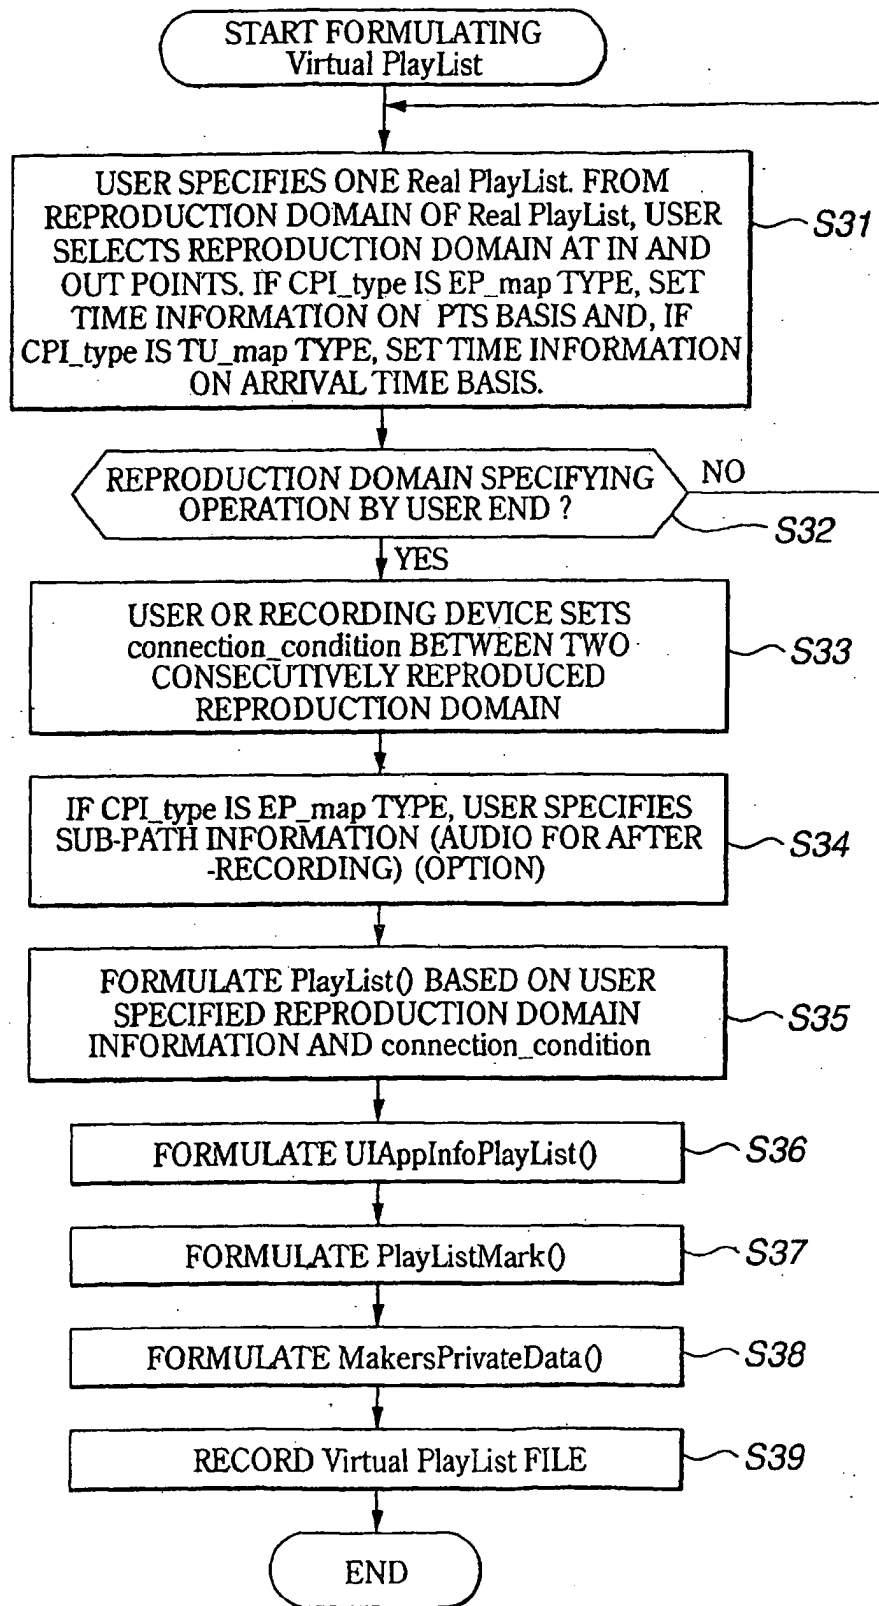 START FORMULATING
Virtual PlayList
USER SPECIFIES ONE Real PlayList. FROM
REPRODUCTION DOMAIN OF Real PlayList, USER
SELECTS REPRODUCTION DOMAIN AT IN AND
OUT POINTS. IF CPI_type IS EP_map TYPE, SET
TIME INFORMATION ON PTS BASIS AND, IF
CPI_type IS TU_map TYPE, SET TIME INFORMATION
ON ARRIVAL TIME BASIS.
S31
REPRODUCTION DOMAIN SPECIFYING
OPERATION BY USER END ?
NO
S32
YES
USER OR RECORDING DEVICE SETS
connection_condition BETWEEN TWO
CONSECUTIVELY REPRODUCED
REPRODUCTION DOMAIN
S33
IF CPI_type IS EP_map TYPE, USER SPECIFIES
SUB-PATH INFORMATION (AUDIO FOR AFTER
-RECORDING) (OPTION)
S34
FORMULATE PlayList() BASED ON USER
SPECIFIED REPRODUCTION DOMAIN
INFORMATION AND connection_condition
S35
FORMULATE UIAppInfoPlayList()
S36
FORMULATE PlayListMark()
S37
FORMULATE MakersPrivateData()
S38
RECORD Virtual PlayList FILE
S39
END